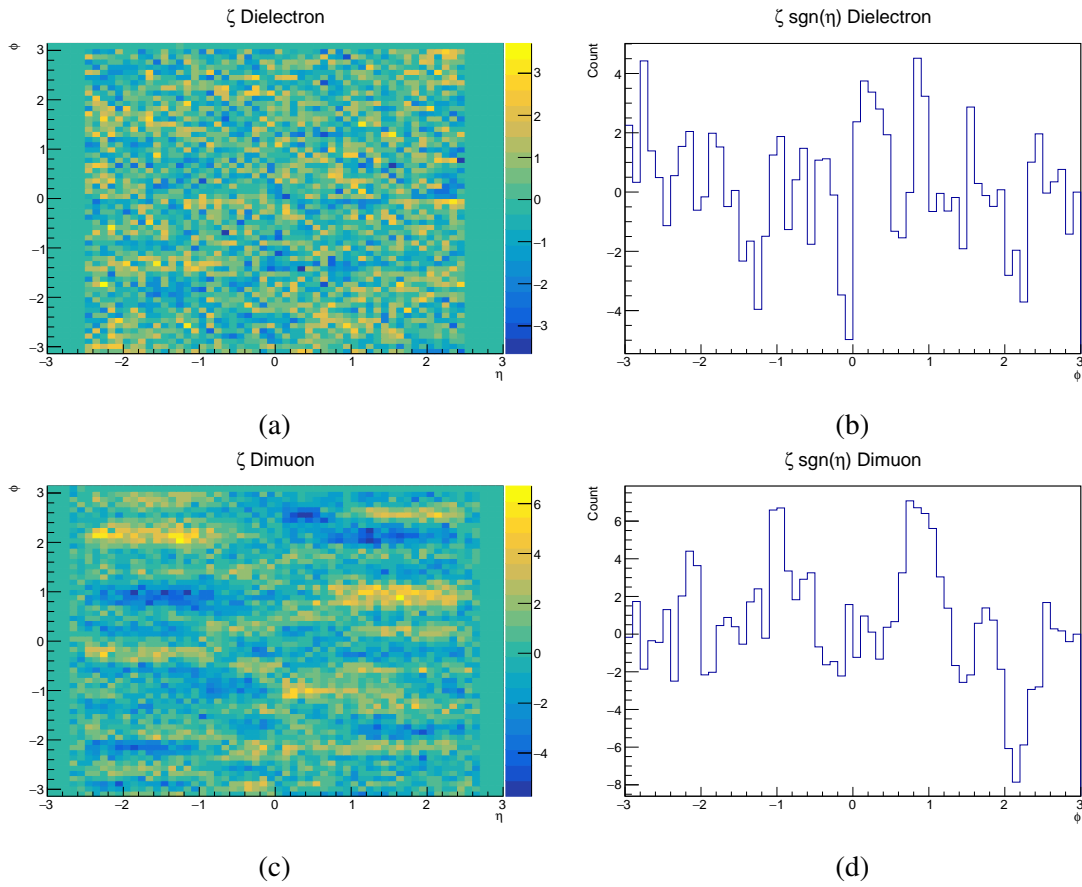 ζ Dielectron
ϕ
3
2
1
0
−1
−2
−3
−3 −2 −1 0 1 2 3
η
3
2
1
0
−1
−2
−3
(a)
ζ sgn(η) Dielectron
Count
4
2
0
−2
−4
−3 −2 −1 0 1 2 3
ϕ
(b)
ζ Dimuon
ϕ
3
2
1
0
−1
−2
−3
−3 −2 −1 0 1 2 3
η
6
4
2
0
−2
−4
(c)
ζ sgn(η) Dimuon
Count
6
4
2
0
−2
−4
−6
−8
−3 −2 −1 0 1 2 3
ϕ
(d)